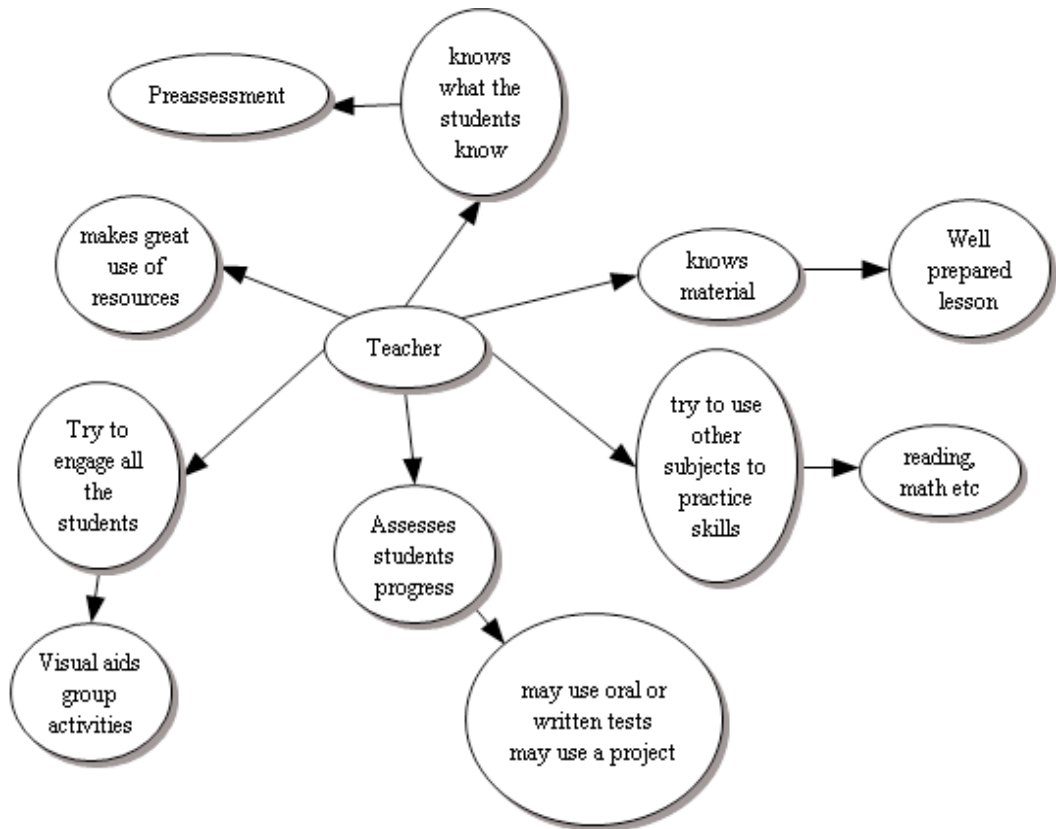 knows
what the
students
know
Preassessment
makes great
use of
resources
knows
material
Well
prepared
lesson
Teacher
Try to
engage all
the
students
try to use
other
subjects to
practice
skills
reading,
math etc
Assesses
students
progress
Visual aids
group
activities
may use oral or
written tests
may use a project